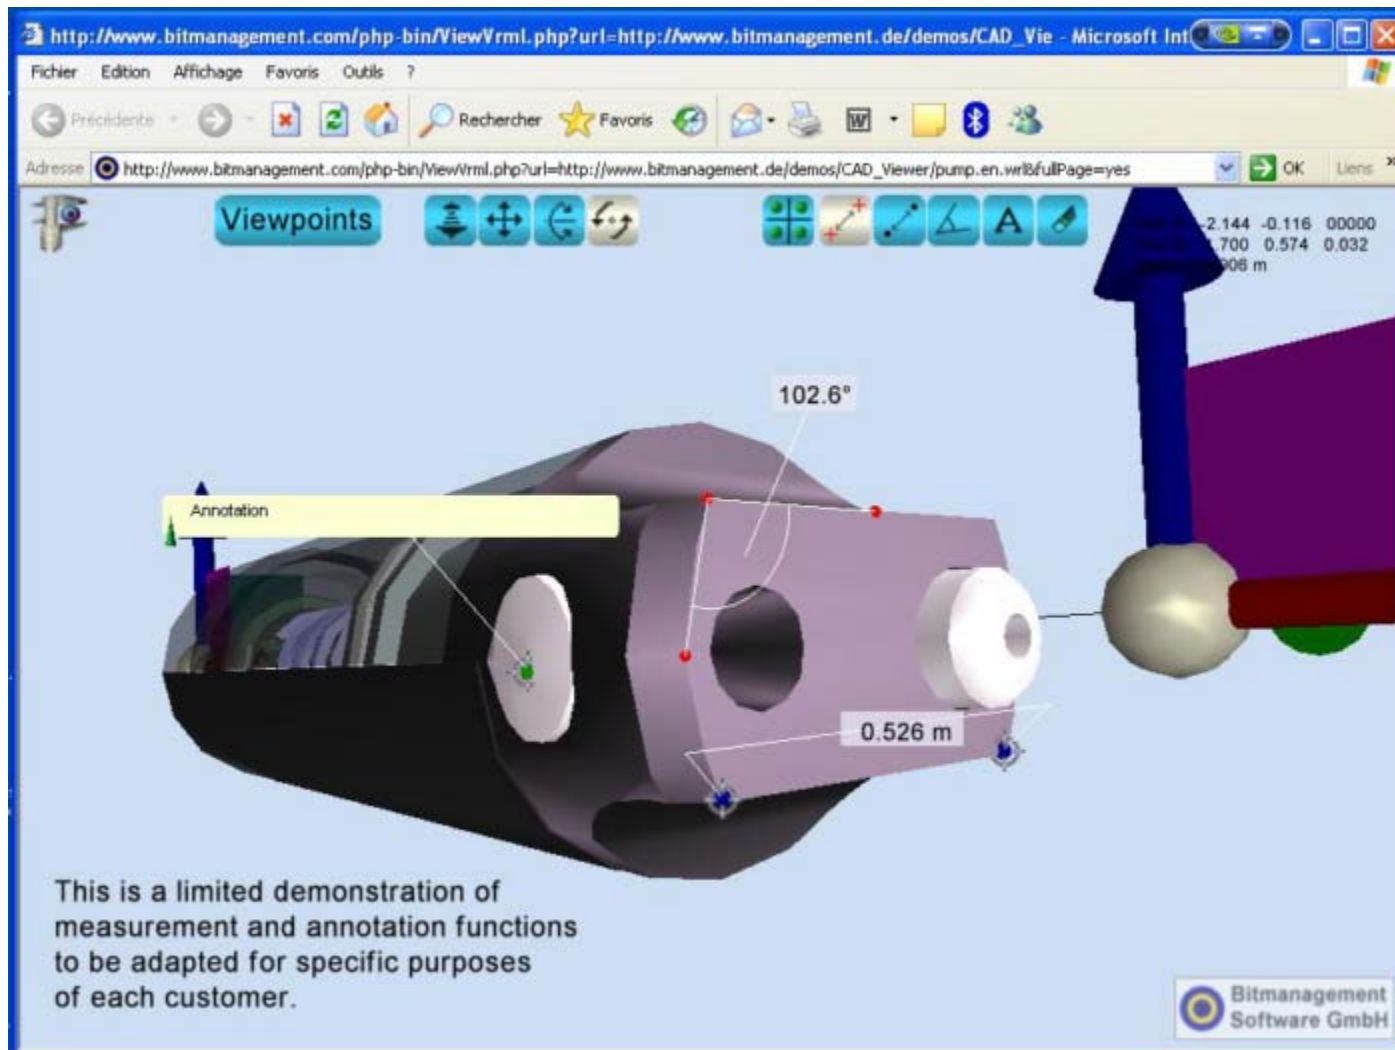 http://www.bitmanagement.com/php-bin/ViewVrml.php?url=http://www.bitmanagement.de/demos/CAD_Vie - Microsoft Int
Fichier Edition Affichage Favoris Outils ?
Précédente Rechercher Favoris
Adresse http://www.bitmanagement.com/php-bin/ViewVrml.php?url=http://www.bitmanagement.de/demos/CAD_Viewer/pump.en.wrl&fullPage=yes OK Liens »
Viewpoints A
-2.144 -0.116 00000
.700 0.574 0.032
906 m
102.6°
Annotation
0.526 m
This is a limited demonstration of
measurement and annotation functions
to be adapted for specific purposes
of each customer.
Bitmanagement
Software GmbH